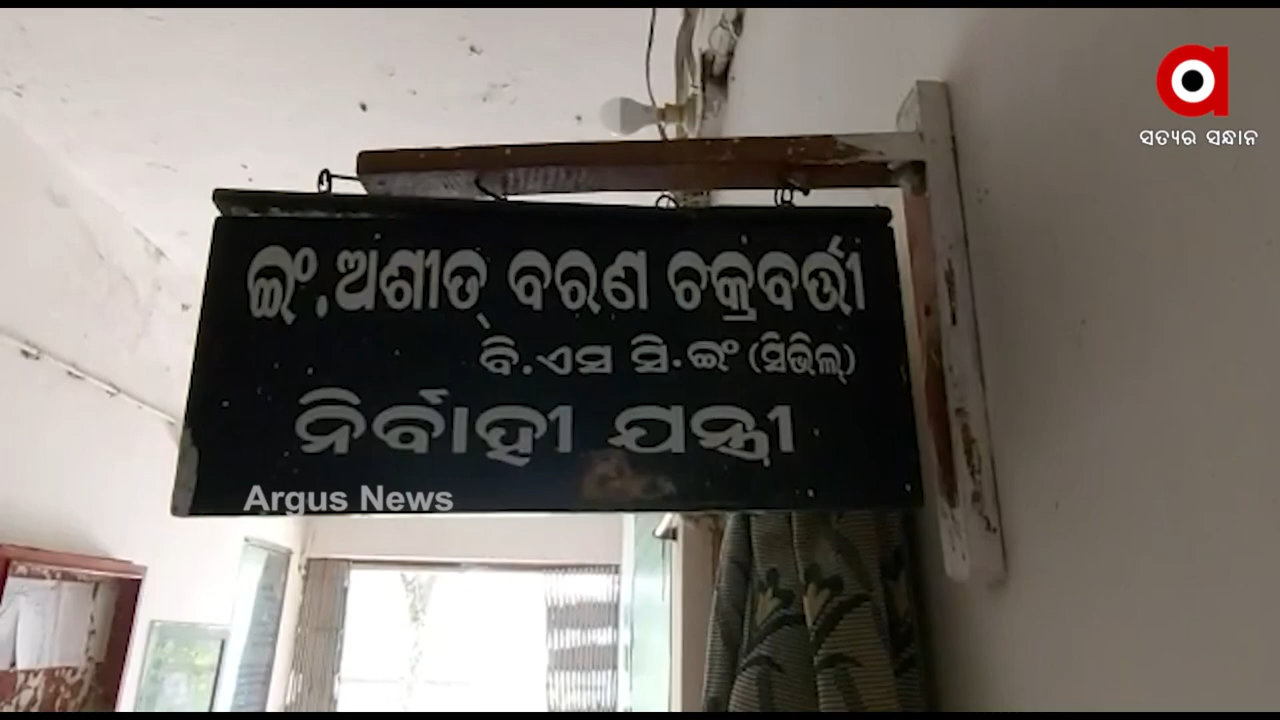 ସତ୍ୟର ସନ୍ଧାନ
ଇଂ.ଅଶୀତ୍ ବରଣ ଚକ୍ରବର୍ତ୍ତୀ
ବି.ଏସ ସି.ଇଂ (ସିଭିଲ୍)
ନିର୍ବାହୀ ଯନ୍ତ୍ରୀ
Argus News